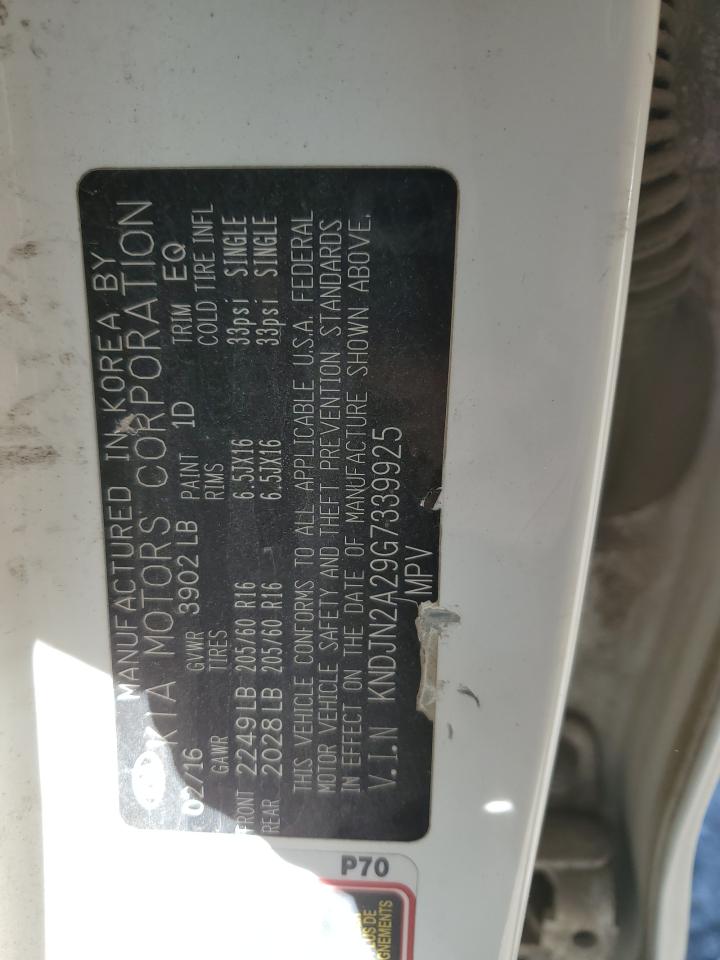 KIA
MANUFACTURED IN KOREA BY
KIA MOTORS CORPORATION
02/16 GVWR 3902 LB PAINT 1D TRIM EQ
GAWR TIRES RIMS COLD TIRE INFL
FRONT 2249LB 205/60 R16 6.5JX16 33psi SINGLE
REAR 2028LB 205/60 R16 6.5JX16 33psi SINGLE
THIS VEHICLE CONFORMS TO ALL APPLICABLE U.S.A. FEDERAL
MOTOR VEHICLE SAFETY AND THEFT PREVENTION STANDARDS
IN EFFECT ON THE DATE OF MANUFACTURE SHOWN ABOVE.
V.I.N KNDJN2A29G7339925
MPV
P70
PLUS DE